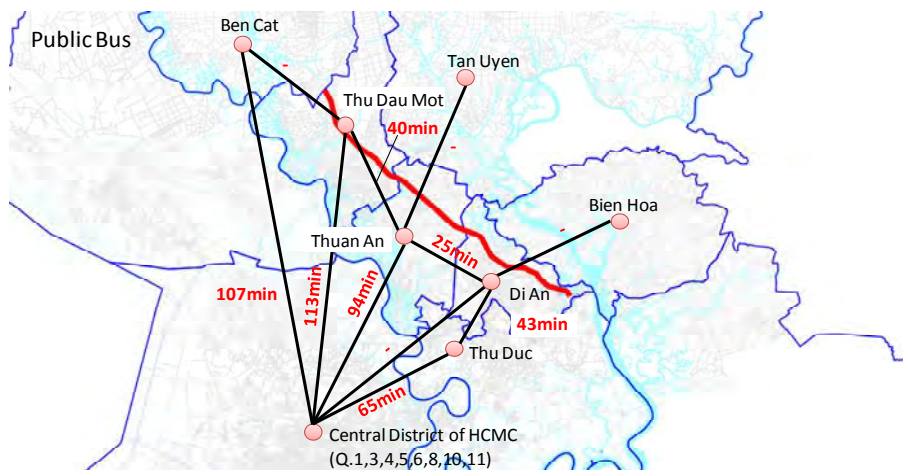 Public Bus
Ben Cat
-
Tan Uyen
Thu Dau Mot
40min
-
Bien Hoa
-
Thuan An
25min
107min
113min
94min
Di An
43min
-
Thu Duc
65min
Central District of HCMC
(Q.1,3,4,5,6,8,10,11)